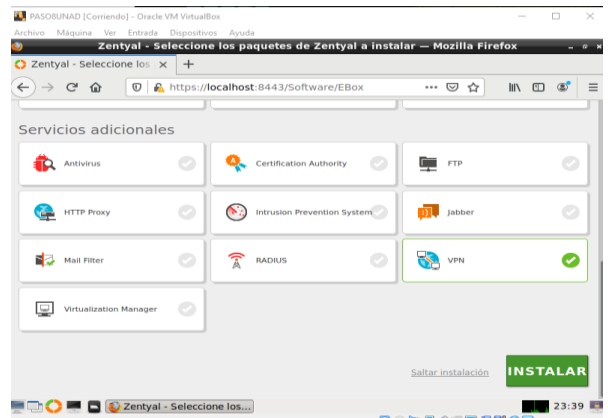 PASO8UNAD [Corriendo] - Oracle VM VirtualBox
Archivo Máquina Ver Entrada Dispositivos Ayuda
Zentyal - Seleccione los paquetes de Zentyal a instalar — Mozilla Firefox
Zentyal - Seleccione los
https://localhost:8443/Software/EBox
Servicios adicionales
Antivirus
Certification Authority
FTP
HTTP Proxy
Intrusion Prevention System
Jabber
Mail Filter
RADIUS
VPN
Virtualization Manager
Saltar instalación
INSTALAR
Zentyal - Seleccione los...
23:39